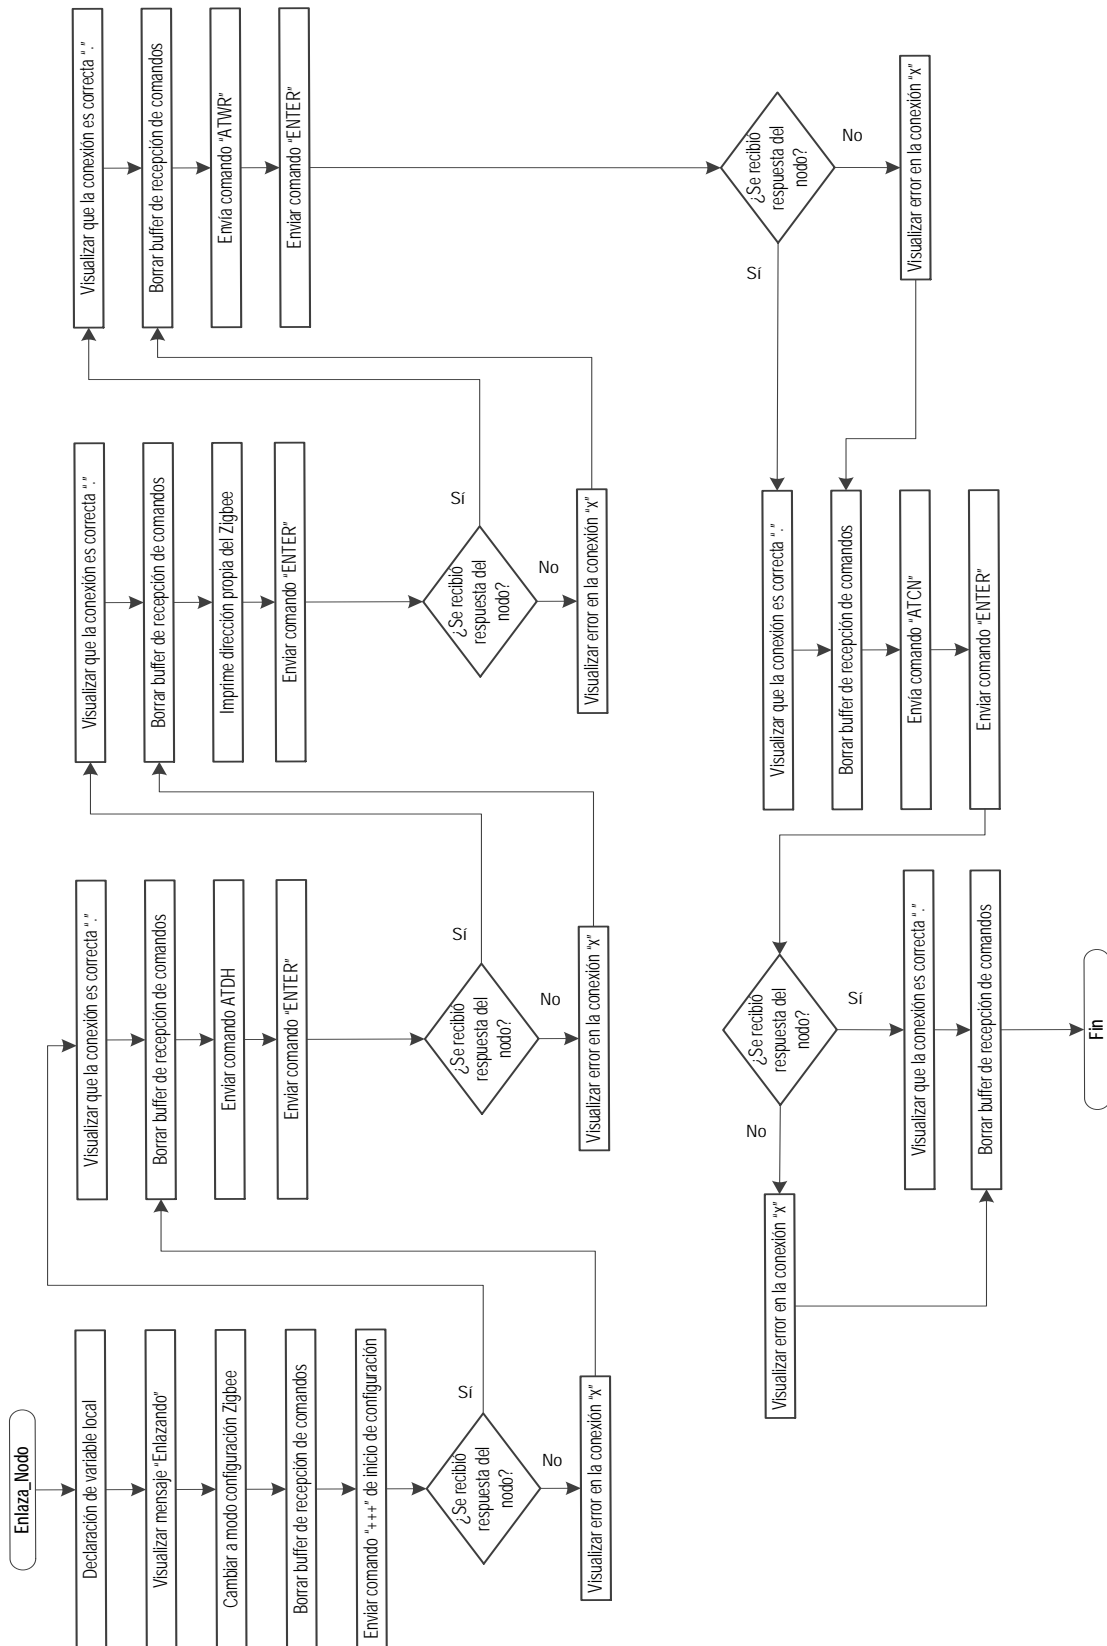 Enlaza_Nodo
Declaración de variable local
Visualizar mensaje "Enlazando"
Cambiar a modo configuración Zigbee
Borrar buffer de recepción de comandos
Enviar comando "+++" de inicio de configuración
¿Se recibió
respuesta del
nodo?
Sí
No
Visualizar error en la conexión "x"
Visualizar que la conexión es correcta "."
Borrar buffer de recepción de comandos
Enviar comando ATDH
Enviar comando "ENTER"
¿Se recibió
respuesta del
nodo?
Sí
No
Visualizar error en la conexión "x"
Visualizar que la conexión es correcta "."
Borrar buffer de recepción de comandos
Imprime dirección propia del Zigbee
Enviar comando "ENTER"
¿Se recibió
respuesta del
nodo?
Sí
No
Visualizar error en la conexión "x"
Visualizar que la conexión es correcta "."
Borrar buffer de recepción de comandos
Envía comando "ATWR"
Enviar comando "ENTER"
¿Se recibió
respuesta del
nodo?
No
Sí
Visualizar error en la conexión "x"
Visualizar que la conexión es correcta "."
Borrar buffer de recepción de comandos
Envía comando "ATCN"
Enviar comando "ENTER"
¿Se recibió
respuesta del
nodo?
Sí
No
Visualizar error en la conexión "x"
Visualizar que la conexión es correcta "."
Borrar buffer de recepción de comandos
Fin